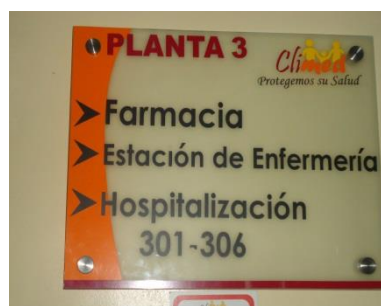 PLANTA 3
Climed
Protegemos su Salud
Farmacia
Estación de Enfermería
Hospitalización
301-306